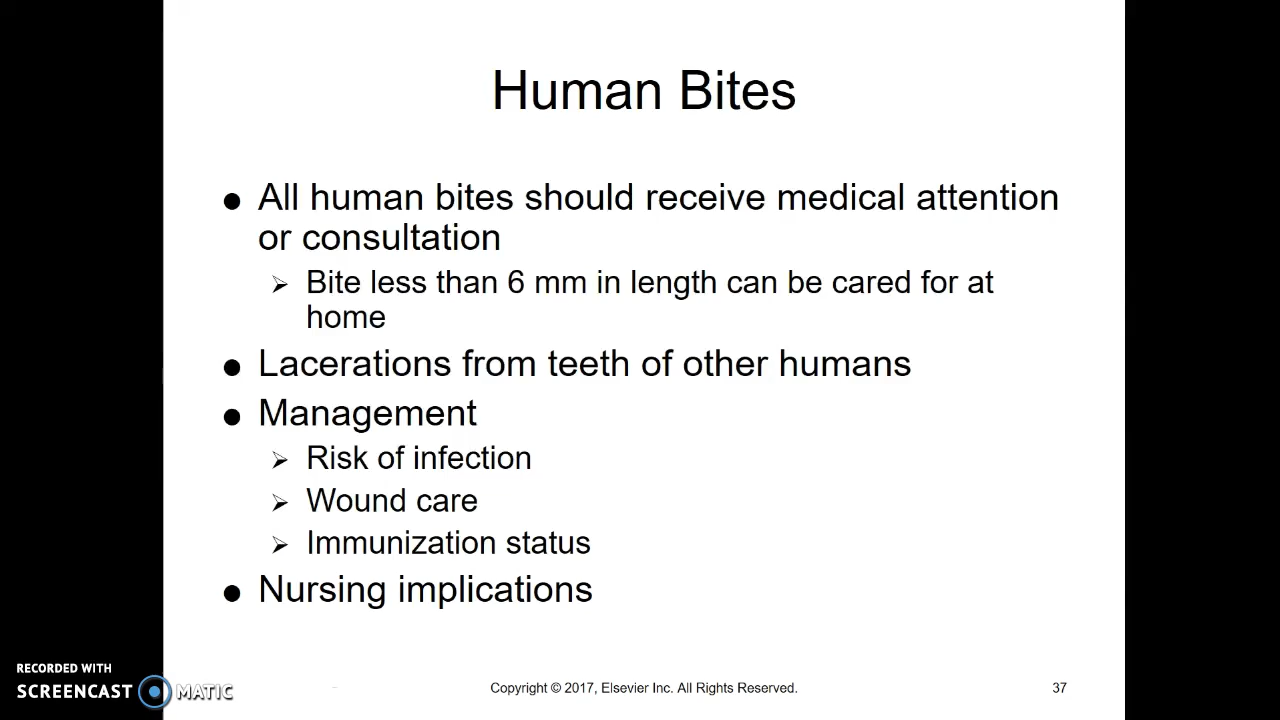 Human Bites
● All human bites should receive medical attention
or consultation
➢ Bite less than 6 mm in length can be cared for at
home
● Lacerations from teeth of other humans
● Management
➢ Risk of infection
➢ Wound care
➢ Immunization status
● Nursing implications
RECORDED WITH
SCREENCAST MATIC
Copyright © 2017, Elsevier Inc. All Rights Reserved.
37